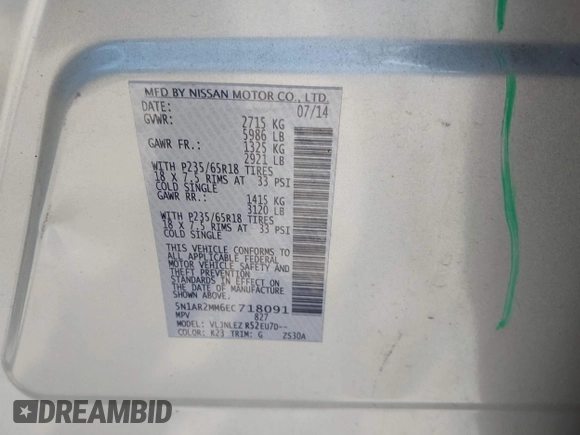 MFD BY NISSAN MOTOR CO., LTD.
DATE: 07/14
GVWR: 2715 KG
5986 LB
GAWR FR.: 1325 KG
2921 LB
WITH P235/65R18 TIRES
18 X 7.5 RIMS AT 33 PSI
COLD SINGLE
GAWR RR.: 1415 KG
3120 LB
WITH P235/65R18 TIRES
18 X 7.5 RIMS AT 33 PSI
COLD SINGLE
THIS VEHICLE CONFORMS TO
ALL APPLICABLE FEDERAL
MOTOR VEHICLE SAFETY AND
THEFT PREVENTION
STANDARDS IN EFFECT ON
THE DATE OF MANUFACTURE
SHOWN ABOVE.
5N1AR2MM6EC718091
MPV 827
MODEL: VLJNLEZ R52EU7D--
COLOR: K23 TRIM: G 2S30A
DREAMBID